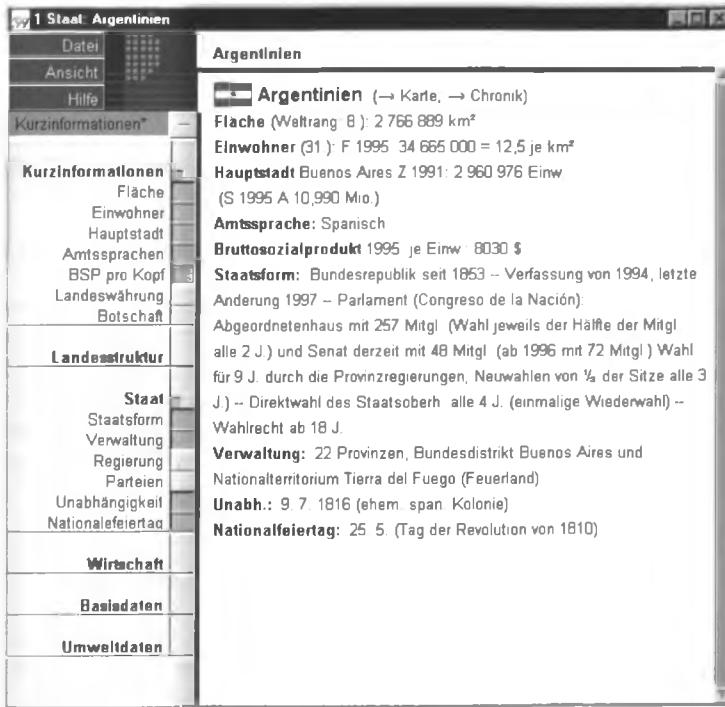 1 Staat: Argentinien
Datei
Ansicht
Hilfe
Kurzinformationen*
Kurzinformationen
Fläche
Einwohner
Hauptstadt
Amtssprachen
BSP pro Kopf
Landeswährung
Botschaft
Landesstruktur
Staat
Staatsform
Verwaltung
Regierung
Parteien
Unabhängigkeit
Nationalefeiertag
Wirtschaft
Basisdaten
Umweltdaten
Argentinien
Argentinien (→ Karte, → Chronik)
Fläche (Weltrang 8): 2 766 889 km²
Einwohner (31): F 1995 34 665 000 = 12,5 je km²
Hauptstadt Buenos Aires Z 1991: 2 960 976 Einw
(S 1995 A 10,990 Mio.)
Amtssprache: Spanisch
Bruttosozialprodukt 1995 je Einw 8030 $
Staatsform: Bundesrepublik seit 1853 – Verfassung von 1994, letzte
Änderung 1997 – Parlament (Congreso de la Nación):
Abgeordnetenhaus mit 257 Mitgl (Wahl jeweils der Hälfte der Mitgl
alle 2 J.) und Senat derzeit mit 48 Mitgl (ab 1996 mit 72 Mitgl) Wahl
für 9 J. durch die Provinzregierungen, Neuwahlen von ⅓ der Sitze alle 3
J.) – Direktwahl des Staatsoberh alle 4 J. (einmalige Wiederwahl) –
Wahlrecht ab 18 J.
Verwaltung: 22 Provinzen, Bundesdistrikt Buenos Aires und
Nationalterritorium Tierra del Fuego (Feuerland)
Unabh.: 9. 7. 1816 (ehem. span. Kolonie)
Nationalfeiertag: 25. 5. (Tag der Revolution von 1810)